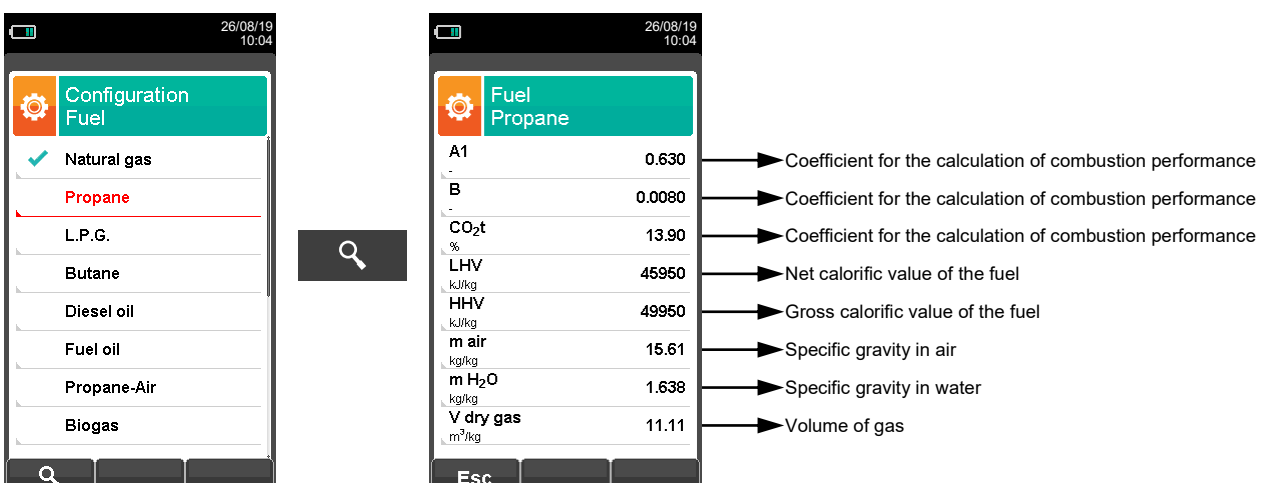 26/08/19
10:04
Configuration
Fuel
Natural gas
Propane
L.P.G.
Butane
Diesel oil
Fuel oil
Propane-Air
Biogas
26/08/19
10:04
Fuel
Propane
A1 0.630 Coefficient for the calculation of combustion performance
-
B 0.0080 Coefficient for the calculation of combustion performance
-
CO₂t 13.90 Coefficient for the calculation of combustion performance
%
LHV 45950 Net calorific value of the fuel
kJ/kg
HHV 49950 Gross calorific value of the fuel
kJ/kg
m air 15.61 Specific gravity in air
kg/kg
m H₂O 1.638 Specific gravity in water
kg/kg
V dry gas 11.11 Volume of gas
m³/kg
Esc